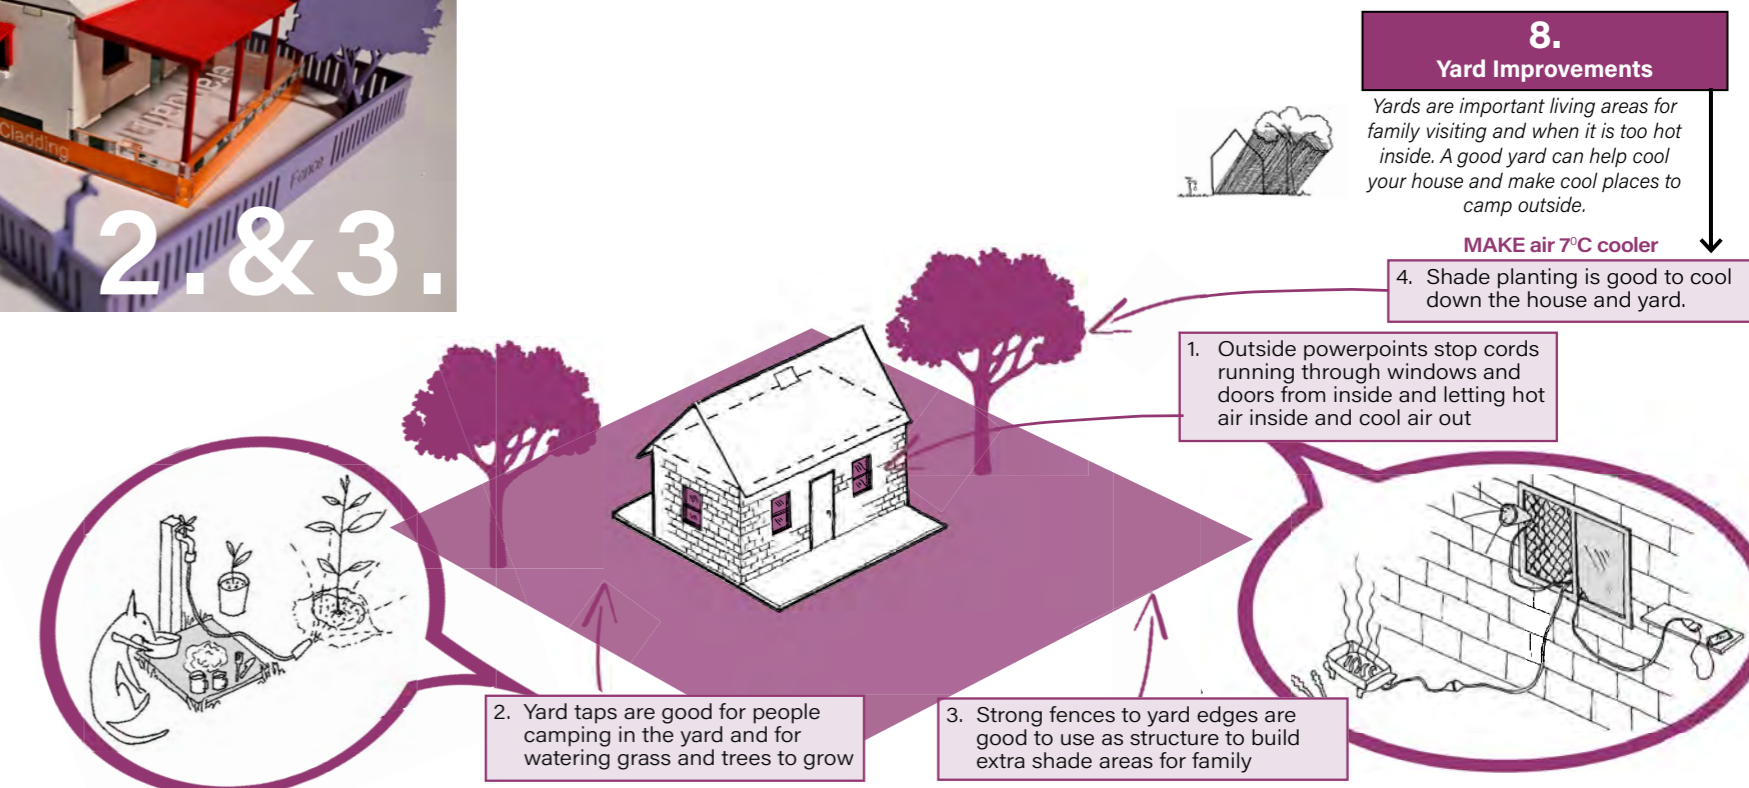 Cladding
Verandah
Fence
2. & 3.
8.
Yard Improvements
Yards are important living areas for
family visiting and when it is too hot
inside. A good yard can help cool
your house and make cool places to
camp outside.
MAKE air 7⁰C cooler
4. Shade planting is good to cool
down the house and yard.
1. Outside powerpoints stop cords
running through windows and
doors from inside and letting hot
air inside and cool air out
2. Yard taps are good for people
camping in the yard and for
watering grass and trees to grow
3. Strong fences to yard edges are
good to use as structure to build
extra shade areas for family